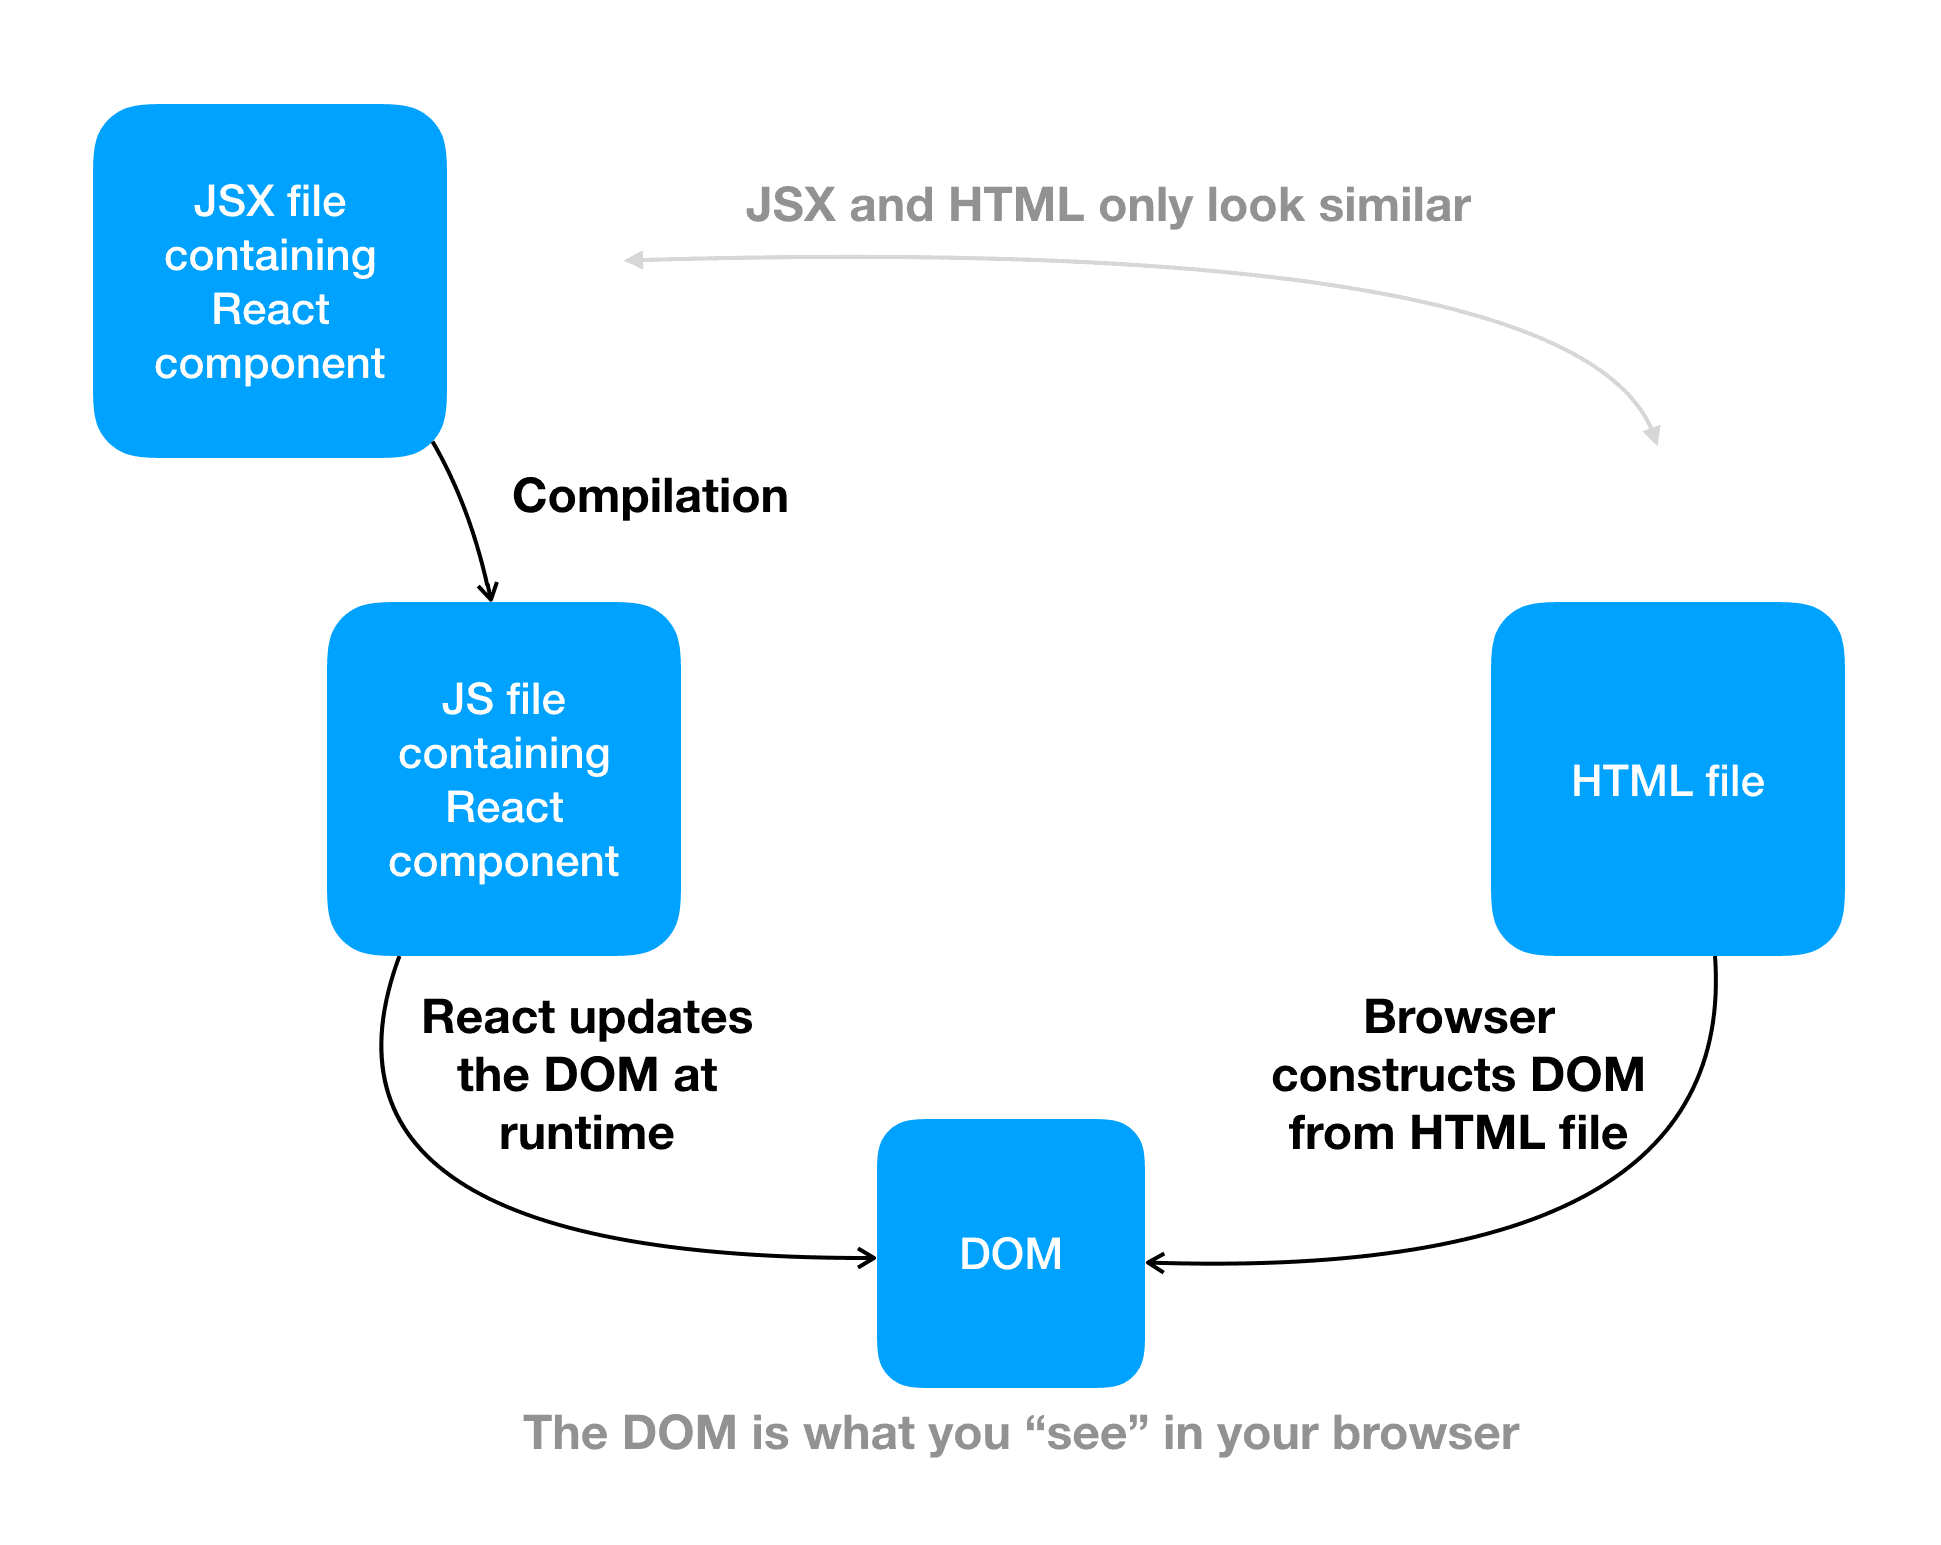 JSX file
containing
React
component
JSX and HTML only look similar
Compilation
JS file
containing
React
component
HTML file
React updates
the DOM at
runtime
Browser
constructs DOM
from HTML file
DOM
The DOM is what you “see” in your browser